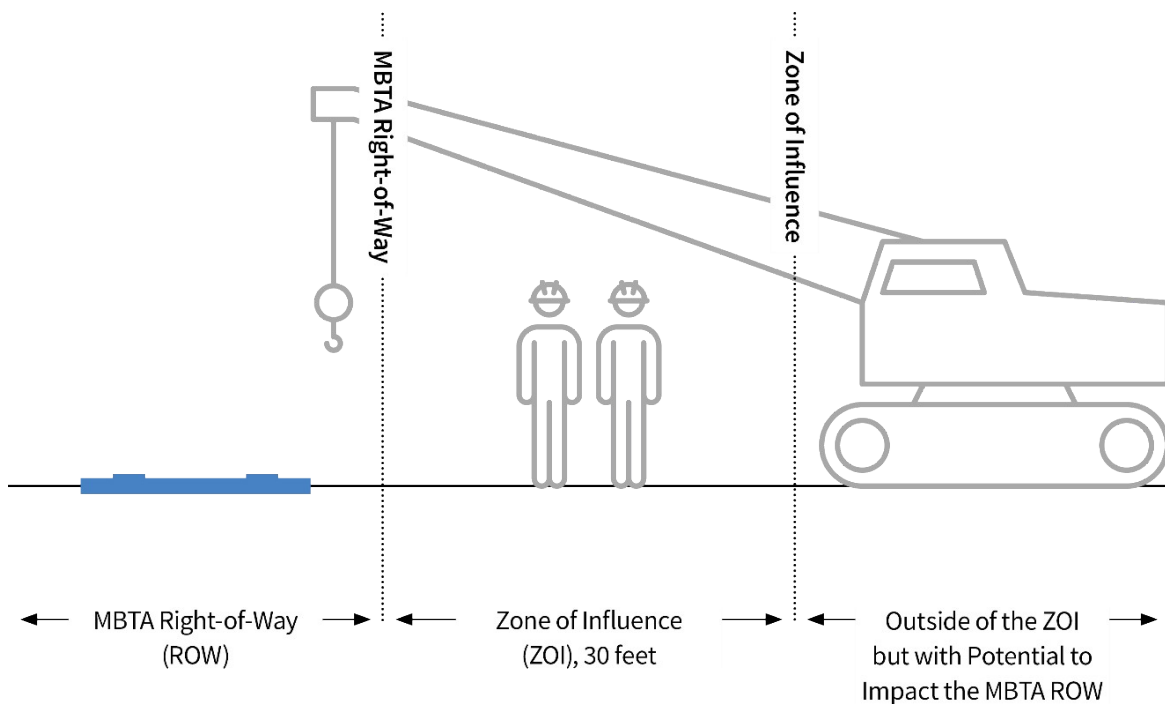 MBTA Right-of-Way
Zone of Influence
MBTA Right-of-Way
(ROW)
Zone of Influence
(ZOI), 30 feet
Outside of the ZOI
but with Potential to
Impact the MBTA ROW